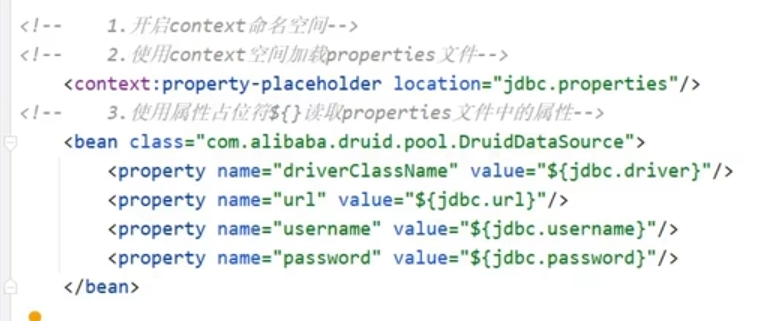 <!--    1.开启context命名空间-->
<!--    2.使用context空间加载properties文件-->
    <context:property-placeholder location="jdbc.properties"/>
<!--    3.使用属性占位符${}读取properties文件中的属性-->
    <bean class="com.alibaba.druid.pool.DruidDataSource">
        <property name="driverClassName" value="${jdbc.driver}"/>
        <property name="url" value="${jdbc.url}"/>
        <property name="username" value="${jdbc.username}"/>
        <property name="password" value="${jdbc.password}"/>
    </bean>